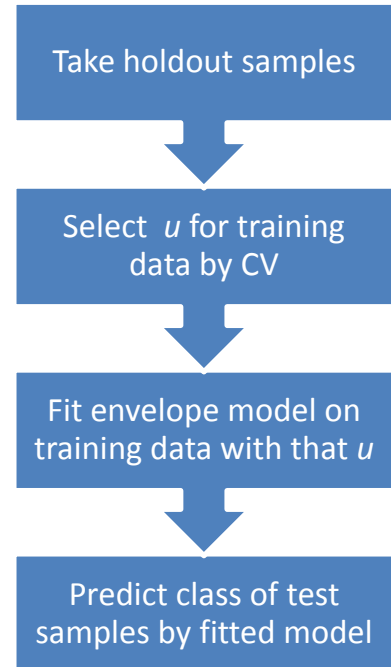 Take holdout samples
Select u for training
data by CV
Fit envelope model on
training data with that u
Predict class of test
samples by fitted model